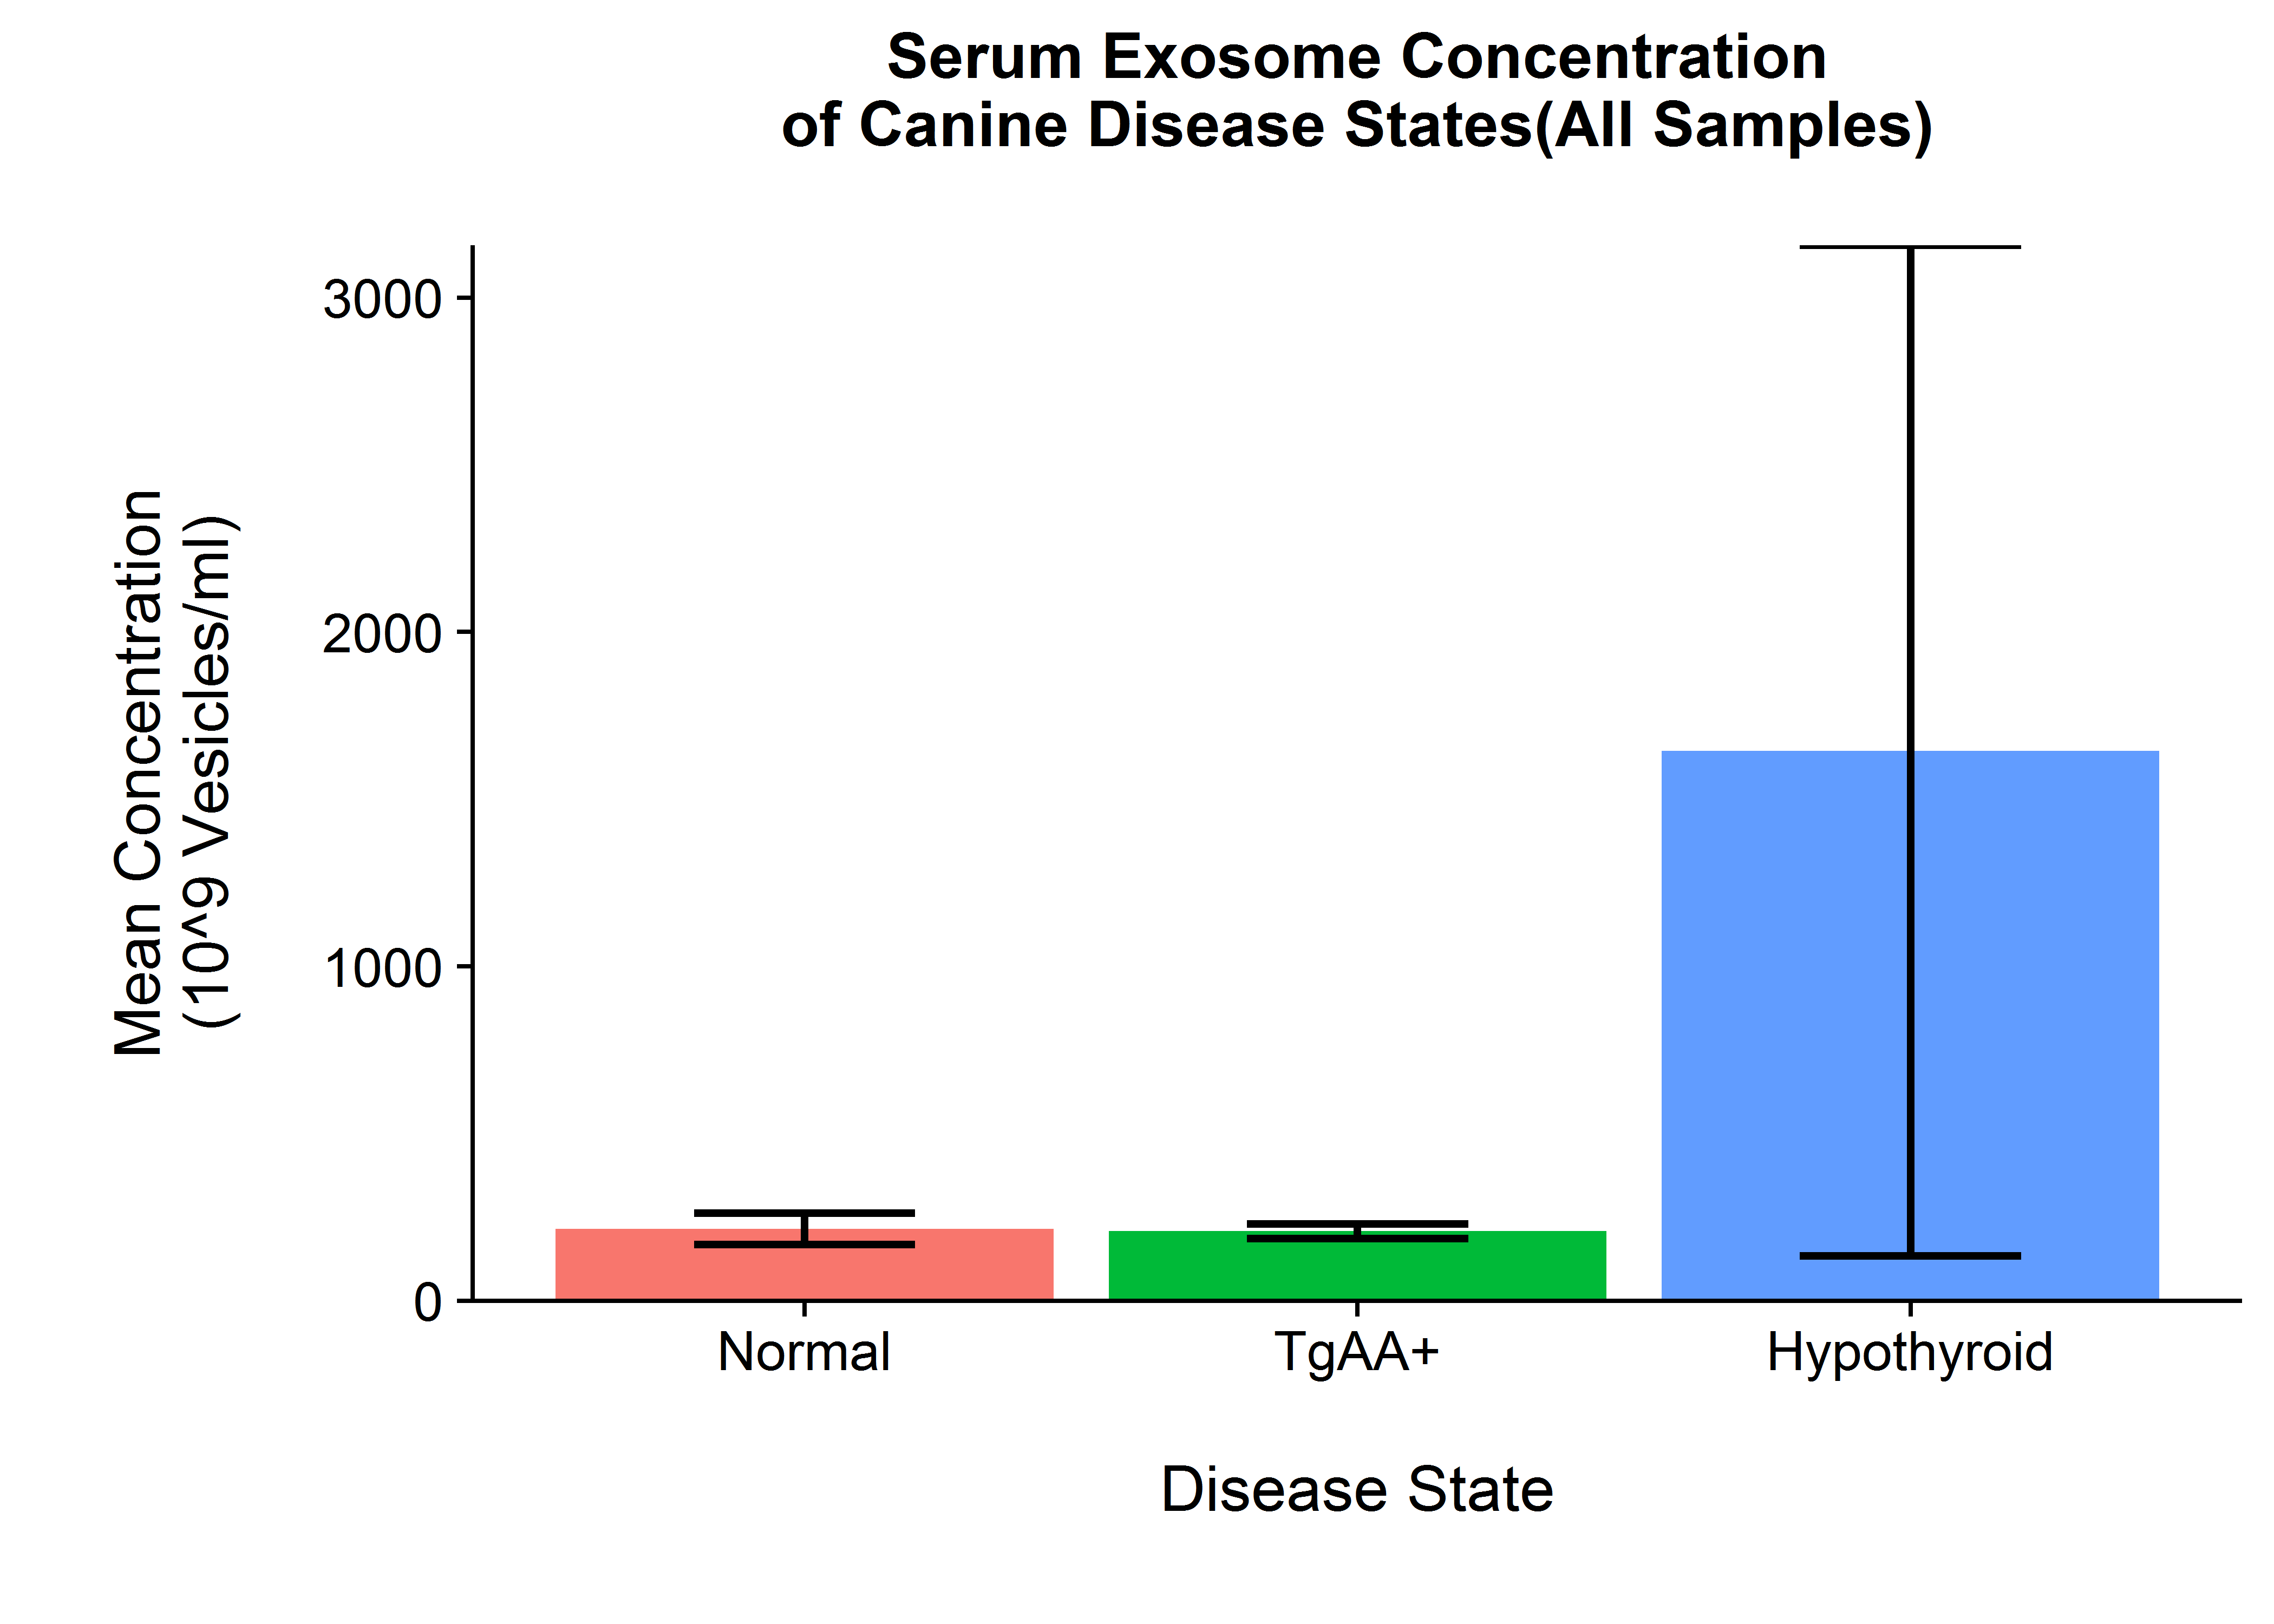 Serum Exosome Concentration
of Canine Disease States(All Samples)
Mean Concentration
(10^9 Vesicles/ml)
3000
2000
1000
0
Normal
TgAA+
Hypothyroid
Disease State